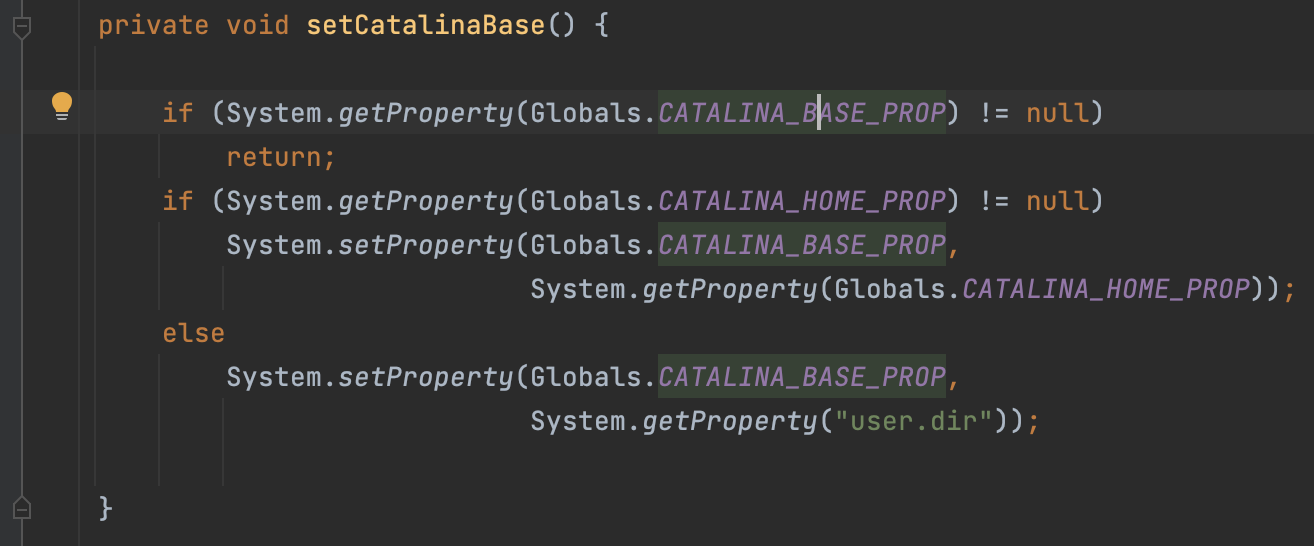 private void setCatalinaBase() {
if (System.getProperty(Globals.CATALINA_BASE_PROP) != null)
return;
if (System.getProperty(Globals.CATALINA_HOME_PROP) != null)
System.setProperty(Globals.CATALINA_BASE_PROP,
System.getProperty(Globals.CATALINA_HOME_PROP));
else
System.setProperty(Globals.CATALINA_BASE_PROP,
System.getProperty("user.dir"));
}